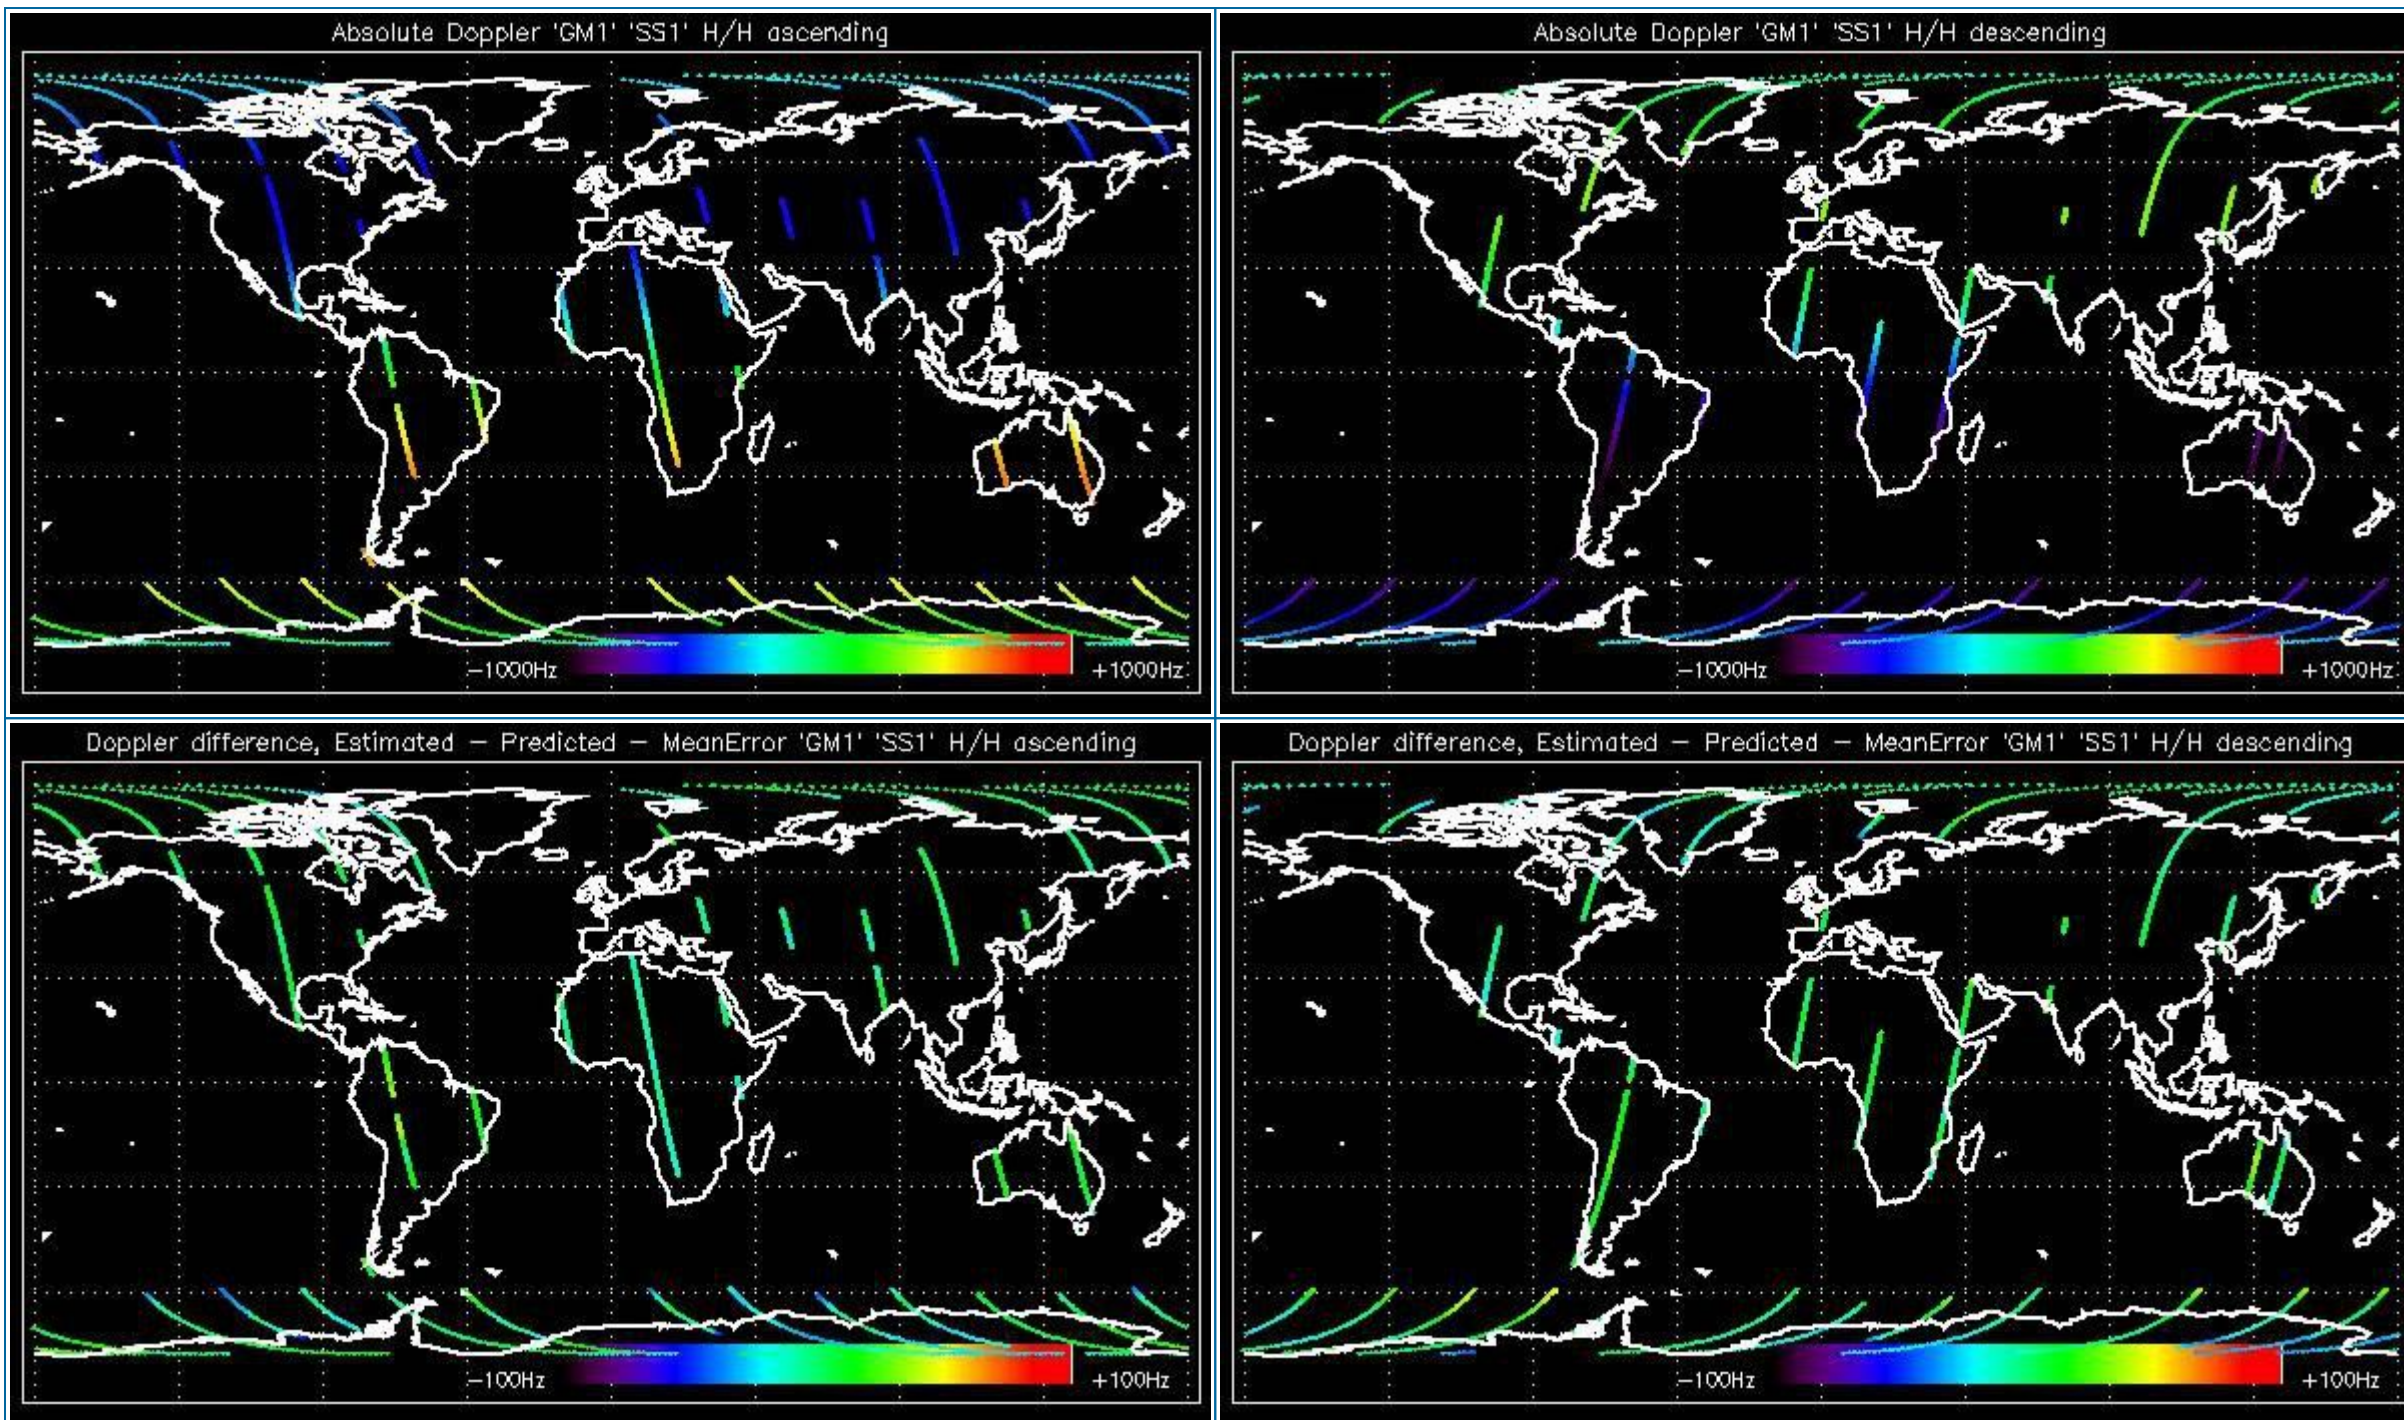 Absolute Doppler 'GM1' 'SS1' H/H ascending
−1000Hz +1000Hz
Absolute Doppler 'GM1' 'SS1' H/H descending
−1000Hz +1000Hz
Doppler difference, Estimated − Predicted − MeanError 'GM1' 'SS1' H/H ascending
−100Hz +100Hz
Doppler difference, Estimated − Predicted − MeanError 'GM1' 'SS1' H/H descending
−100Hz +100Hz